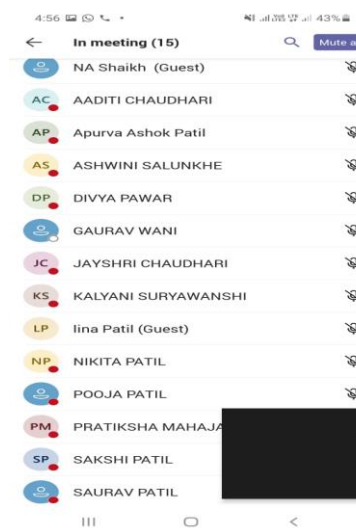 4:56 43%
In meeting (15) Mute a
NA Shaikh (Guest)
AC AADITI CHAUDHARI
AP Apurva Ashok Patil
AS ASHWINI SALUNKHE
DP DIVYA PAWAR
GAURAV WANI
JC JAYSHRI CHAUDHARI
KS KALYANI SURYAWANSHI
LP lina Patil (Guest)
NP NIKITA PATIL
POOJA PATIL
PM PRATIKSHA MAHAJA
SP SAKSHI PATIL
SAURAV PATIL